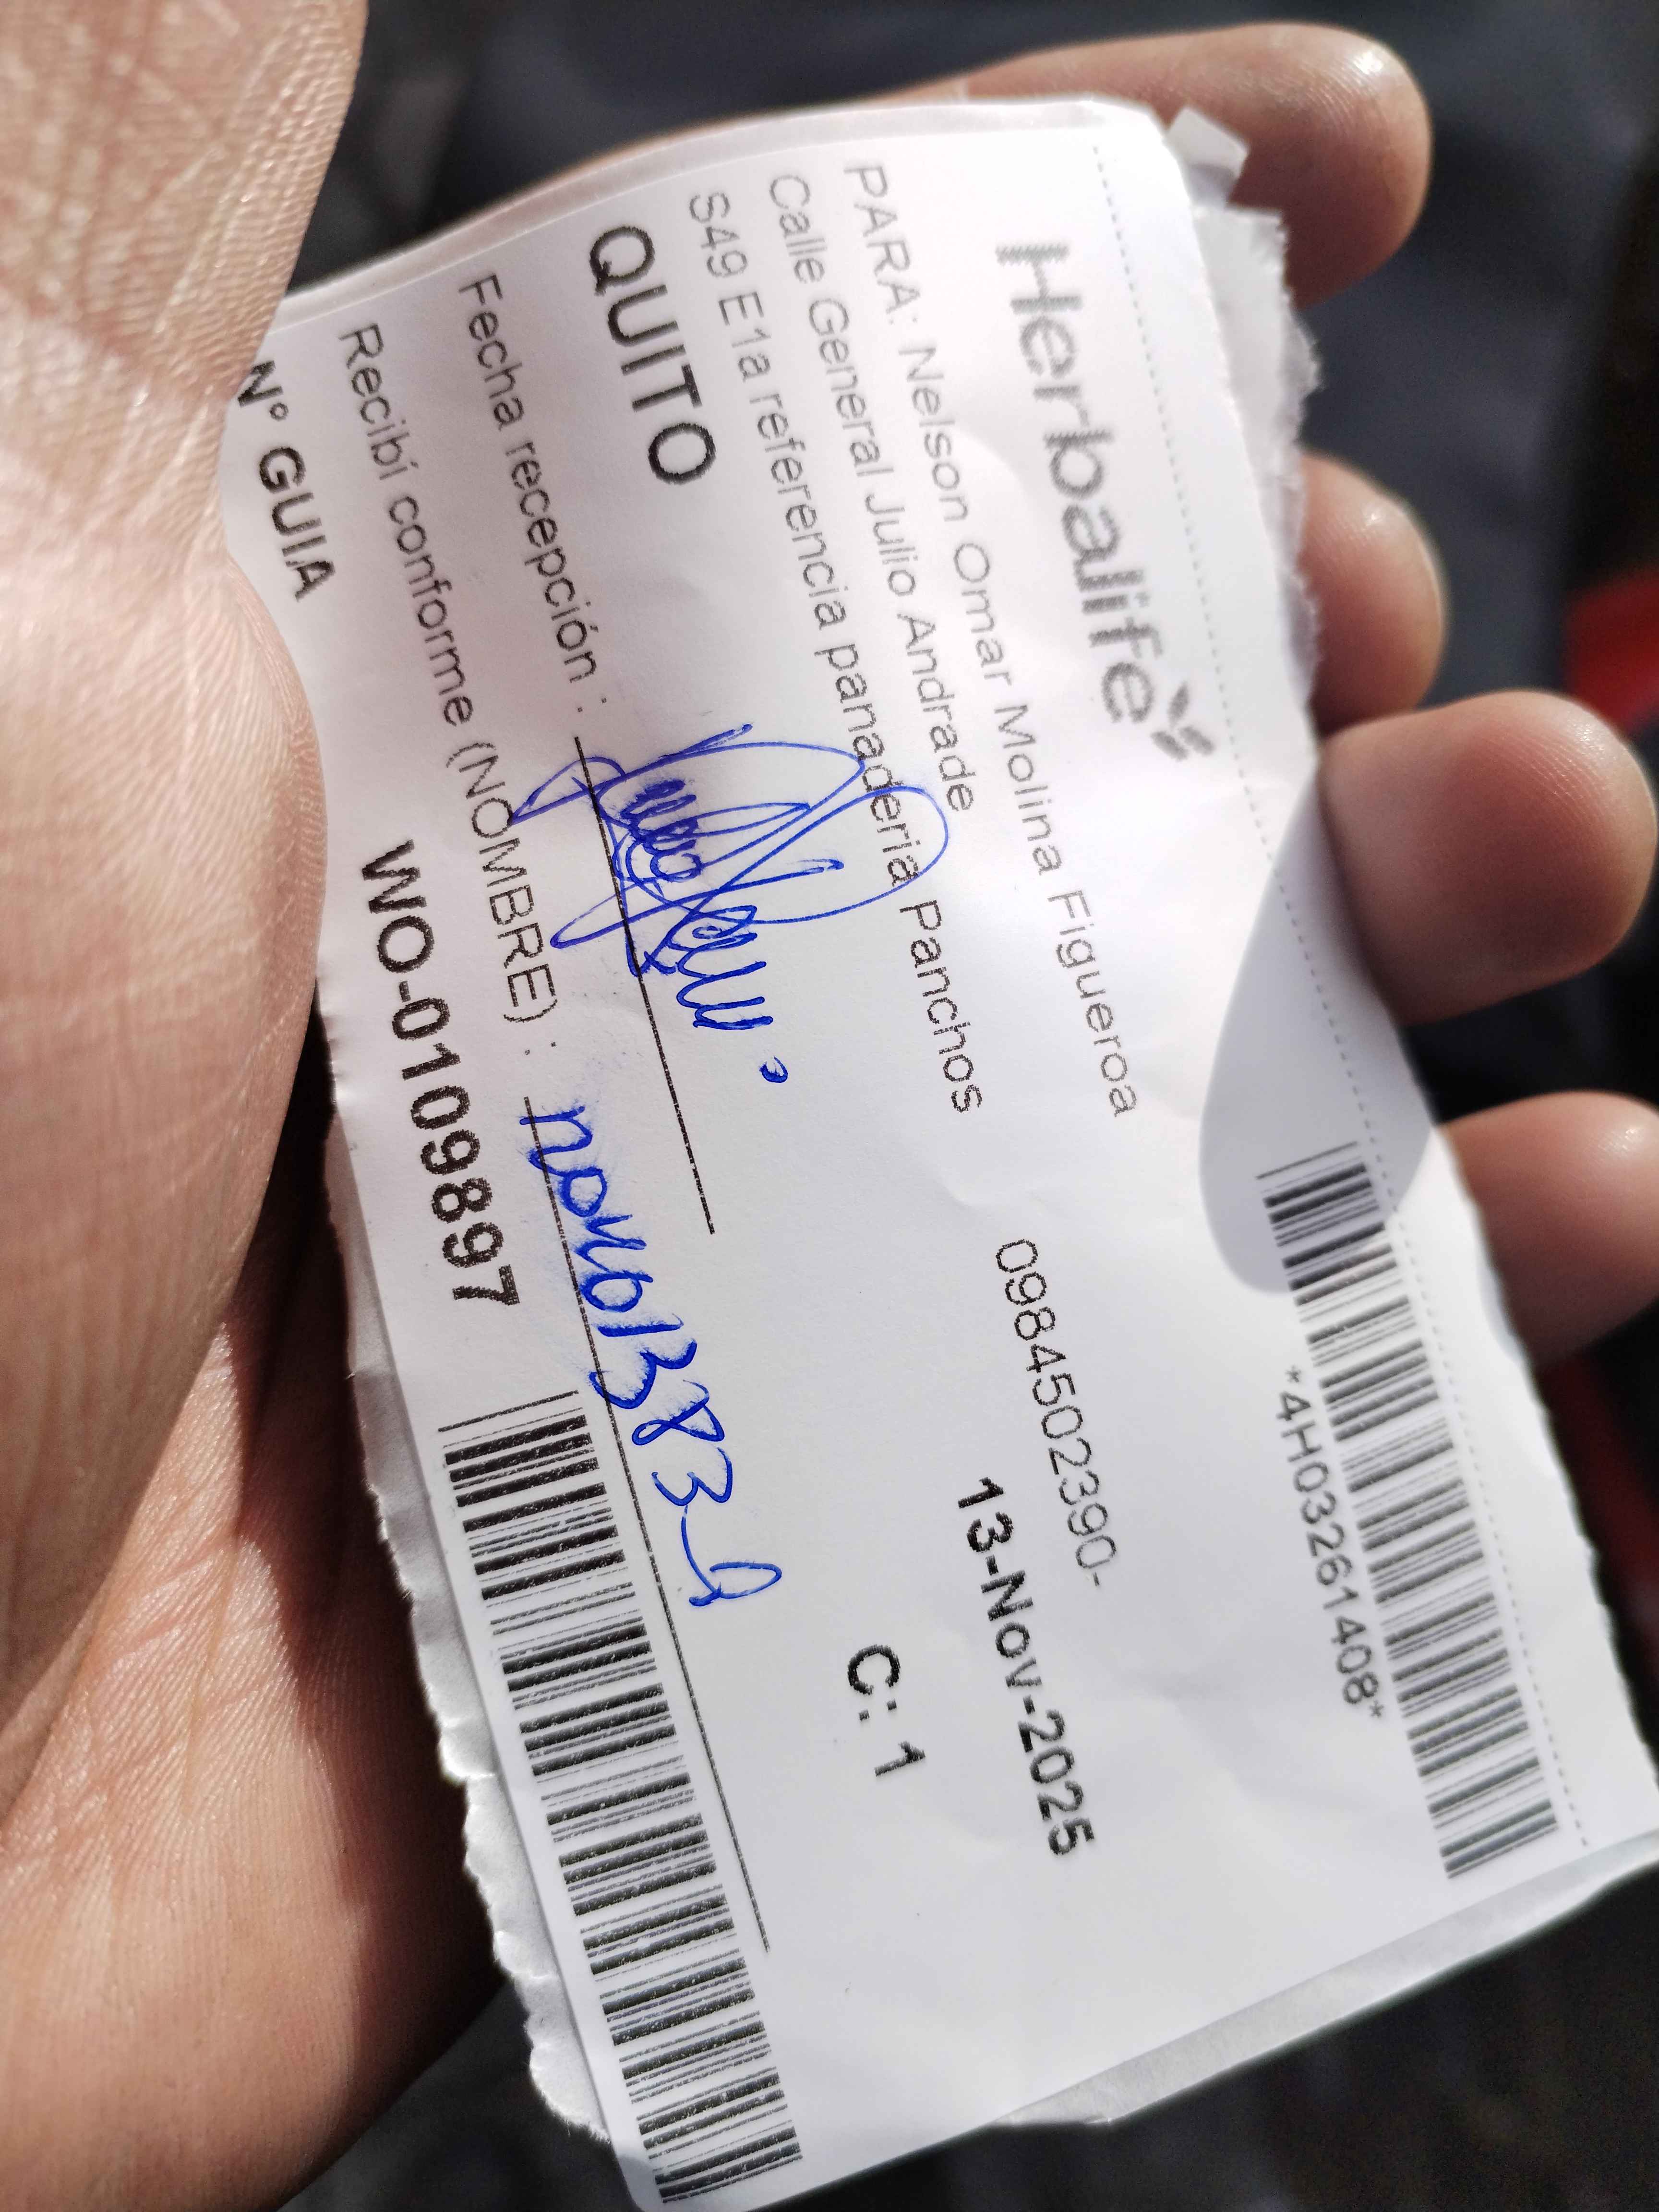 Herbalife
*4H03261408*
PARA: Nelson Omar Molina Figueroa
0984502390-
Calle General Julio Andrade
S49 E1a referencia panaderia Panchos
13-Nov-2025
QUITO
C: 1
Fecha recepción :
Recibí conforme (NOMBRE) :
N° GUIA
WO-0109897